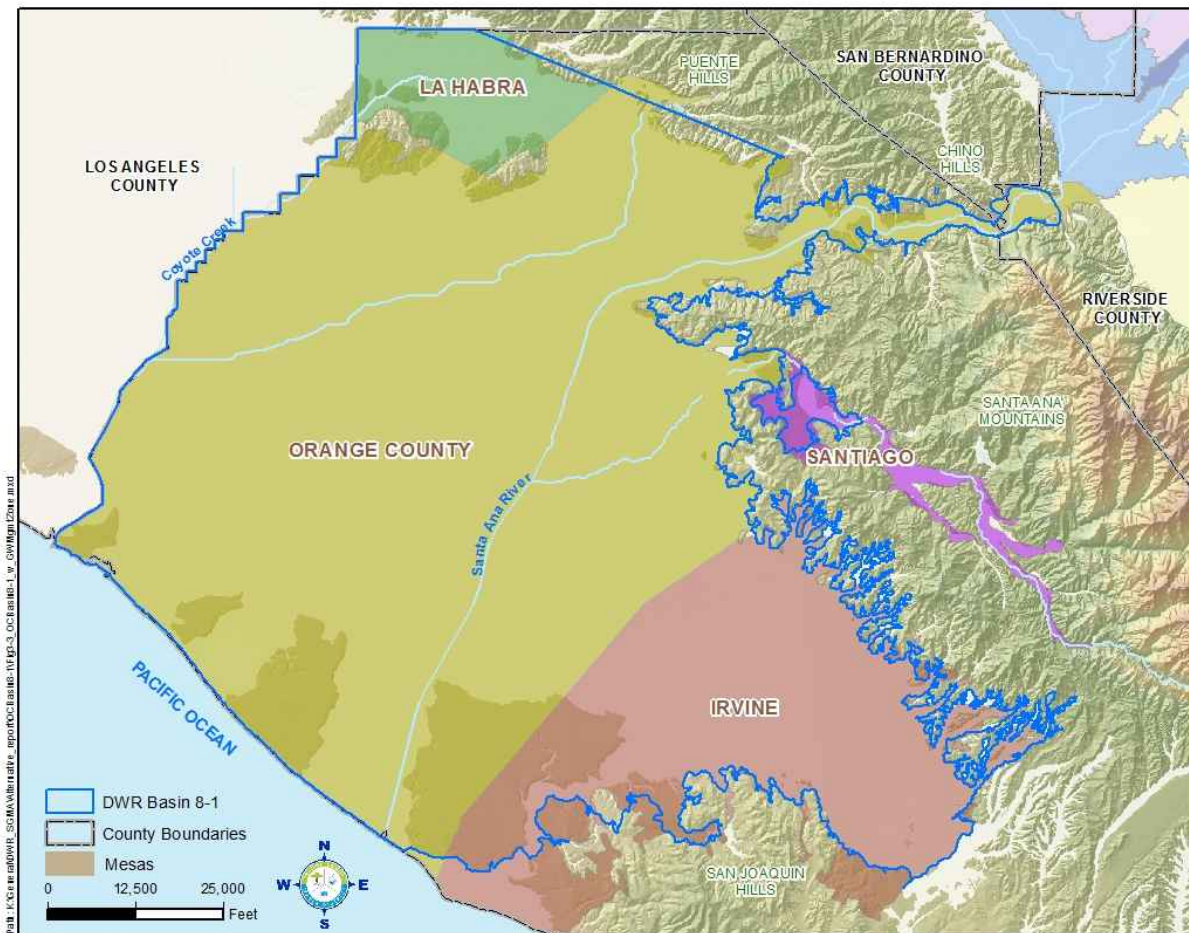 SAN BERNARDINO
COUNTY
PUENTE
HILLS
LA HABRA
CHINO
HILLS
LOS ANGELES
COUNTY
Coyote Creek
RIVERSIDE
COUNTY
SANTA ANA
MOUNTAINS
ORANGE COUNTY
SANTIAGO
Santa Ana River
IRVINE
PACIFIC OCEAN
SAN JOAQUIN
HILLS
DWR Basin 8-1
County Boundaries
Mesas
0 12,500 25,000
Feet
N
W E
S